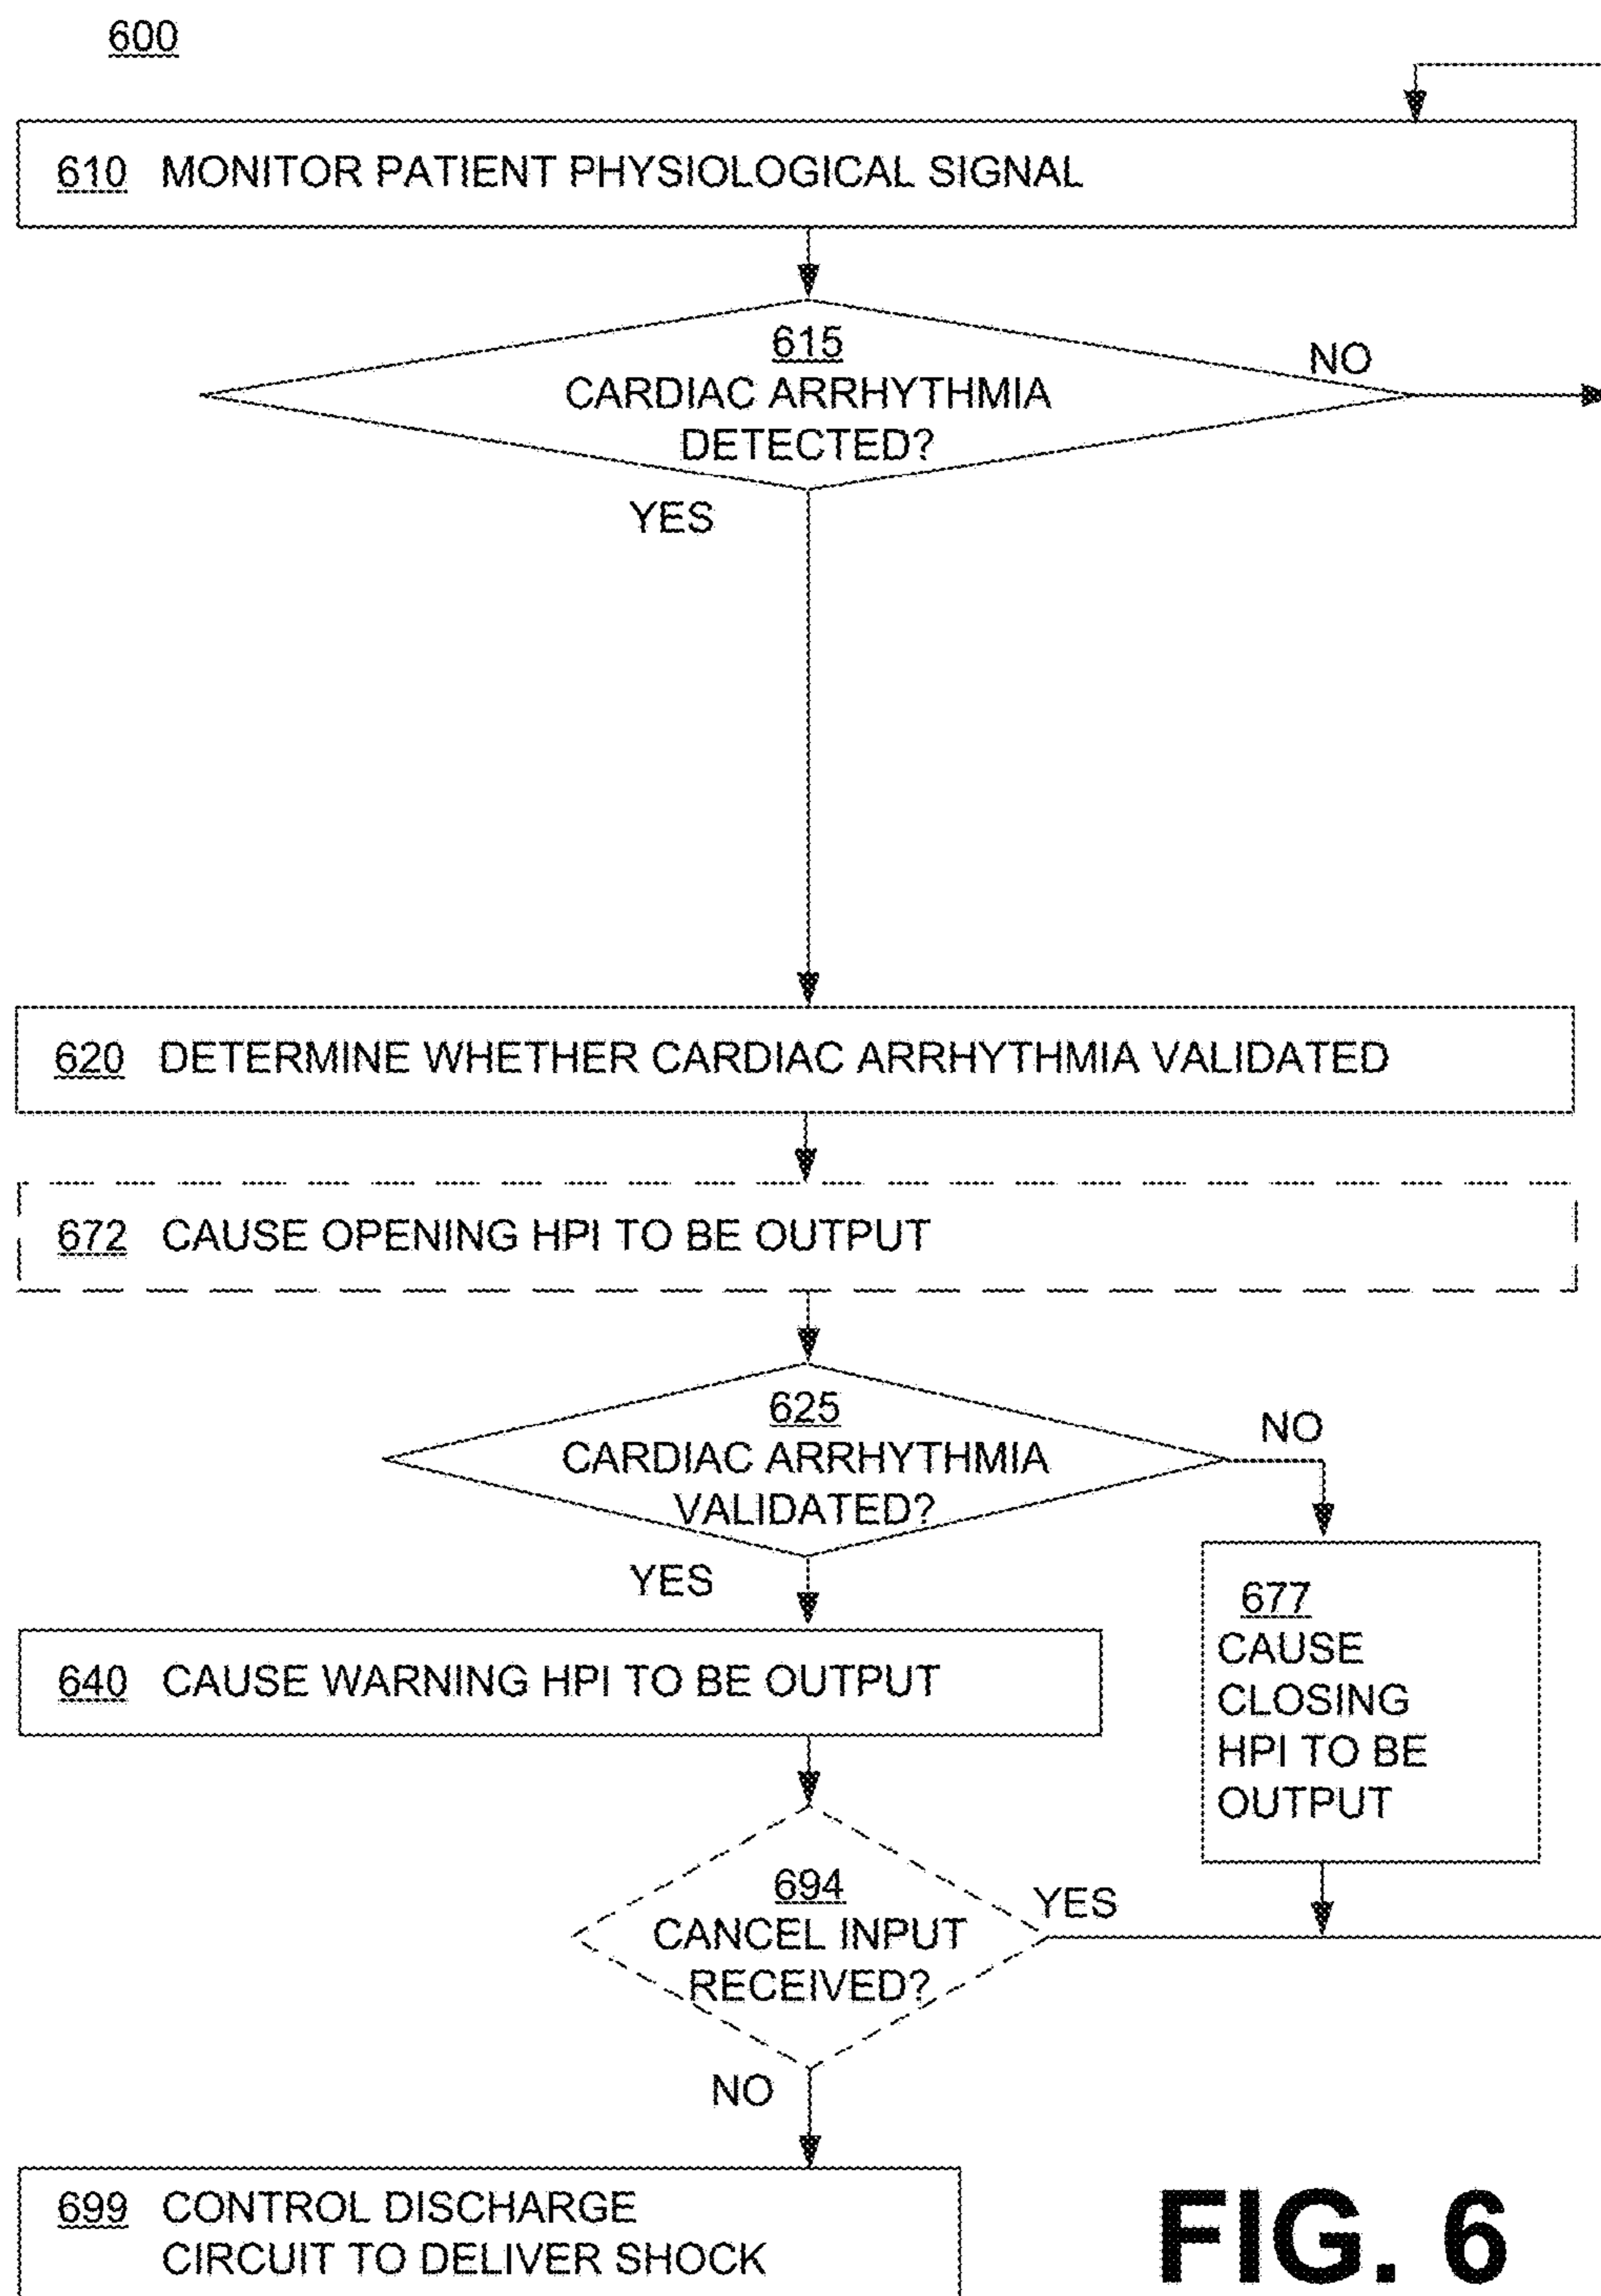 600
610 MONITOR PATIENT PHYSIOLOGICAL SIGNAL
615
CARDIAC ARRHYTHMIA
DETECTED?
NO
YES
620 DETERMINE WHETHER CARDIAC ARRHYTHMIA VALIDATED
672 CAUSE OPENING HPI TO BE OUTPUT
625
CARDIAC ARRHYTHMIA
VALIDATED?
NO
YES
677
CAUSE
CLOSING
HPI TO BE
OUTPUT
640 CAUSE WARNING HPI TO BE OUTPUT
694
CANCEL INPUT
RECEIVED?
YES
NO
699 CONTROL DISCHARGE
CIRCUIT TO DELIVER SHOCK
FIG. 6